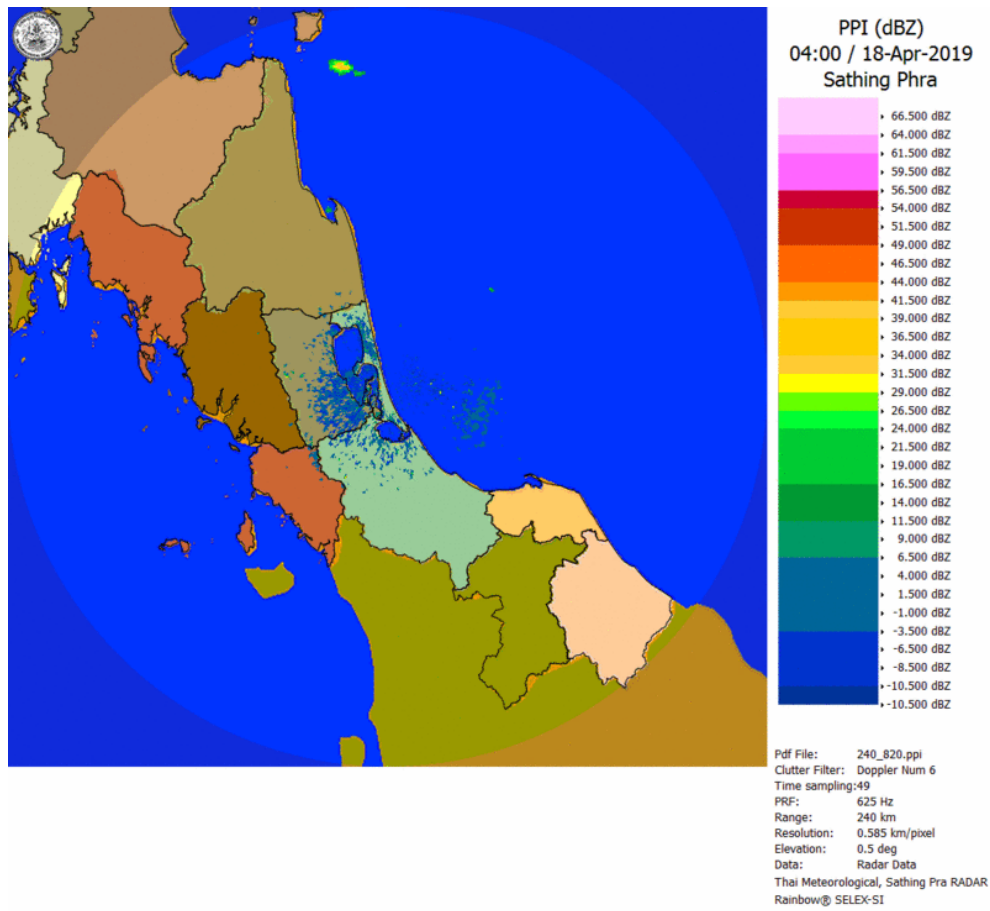 PPI (dBZ)
04:00 / 18-Apr-2019
Sathing Phra
66.500 dBZ
64.000 dBZ
61.500 dBZ
59.500 dBZ
56.500 dBZ
54.000 dBZ
51.500 dBZ
49.000 dBZ
46.500 dBZ
44.000 dBZ
41.500 dBZ
39.000 dBZ
36.500 dBZ
34.000 dBZ
31.500 dBZ
29.000 dBZ
26.500 dBZ
24.000 dBZ
21.500 dBZ
19.000 dBZ
16.500 dBZ
14.000 dBZ
11.500 dBZ
9.000 dBZ
6.500 dBZ
4.000 dBZ
1.500 dBZ
-1.000 dBZ
-3.500 dBZ
-6.500 dBZ
-8.500 dBZ
-10.500 dBZ
-10.500 dBZ
Pdf File: 240_820.ppi
Clutter Filter: Doppler Num 6
Time sampling:49
PRF: 625 Hz
Range: 240 km
Resolution: 0.585 km/pixel
Elevation: 0.5 deg
Data: Radar Data
Thai Meteorological, Sathing Pra RADAR
Rainbow® SELEX-SI